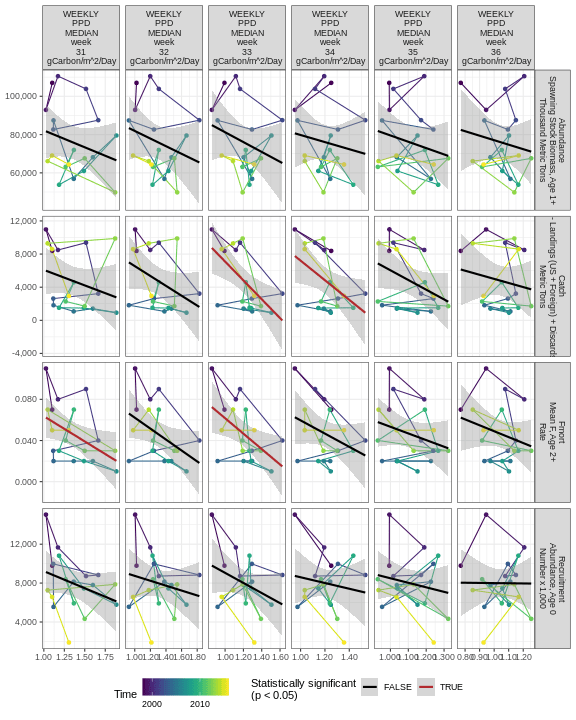 WEEKLY PPD MEDIAN week 31 gCarbon/m^2/Day
WEEKLY PPD MEDIAN week 32 gCarbon/m^2/Day
WEEKLY PPD MEDIAN week 33 gCarbon/m^2/Day
WEEKLY PPD MEDIAN week 34 gCarbon/m^2/Day
WEEKLY PPD MEDIAN week 35 gCarbon/m^2/Day
WEEKLY PPD MEDIAN week 36 gCarbon/m^2/Day
100,000
80,000
60,000
Abundance
Spawning Stock Biomass, Age 1+
Thousand Metric Tons
12,000
8,000
4,000
0
-4,000
Catch
- Landings (US + Foreign) + Discards
Metric Tons
0.080
0.040
0.000
Fmort
Mean F, Age 2+
Rate
12,000
8,000
4,000
Recruitment
Abundance, Age 0
Number x 1,000
1.00 1.25 1.50 1.75
1.00 1.20 1.40 1.60 1.80
1.00 1.20 1.40 1.60
1.00 1.20 1.40
1.000 1.100 1.200 1.300
0.80 0.90 1.00 1.10 1.20
Time
2000 2010
Statistically significant
(p < 0.05)
FALSE
TRUE